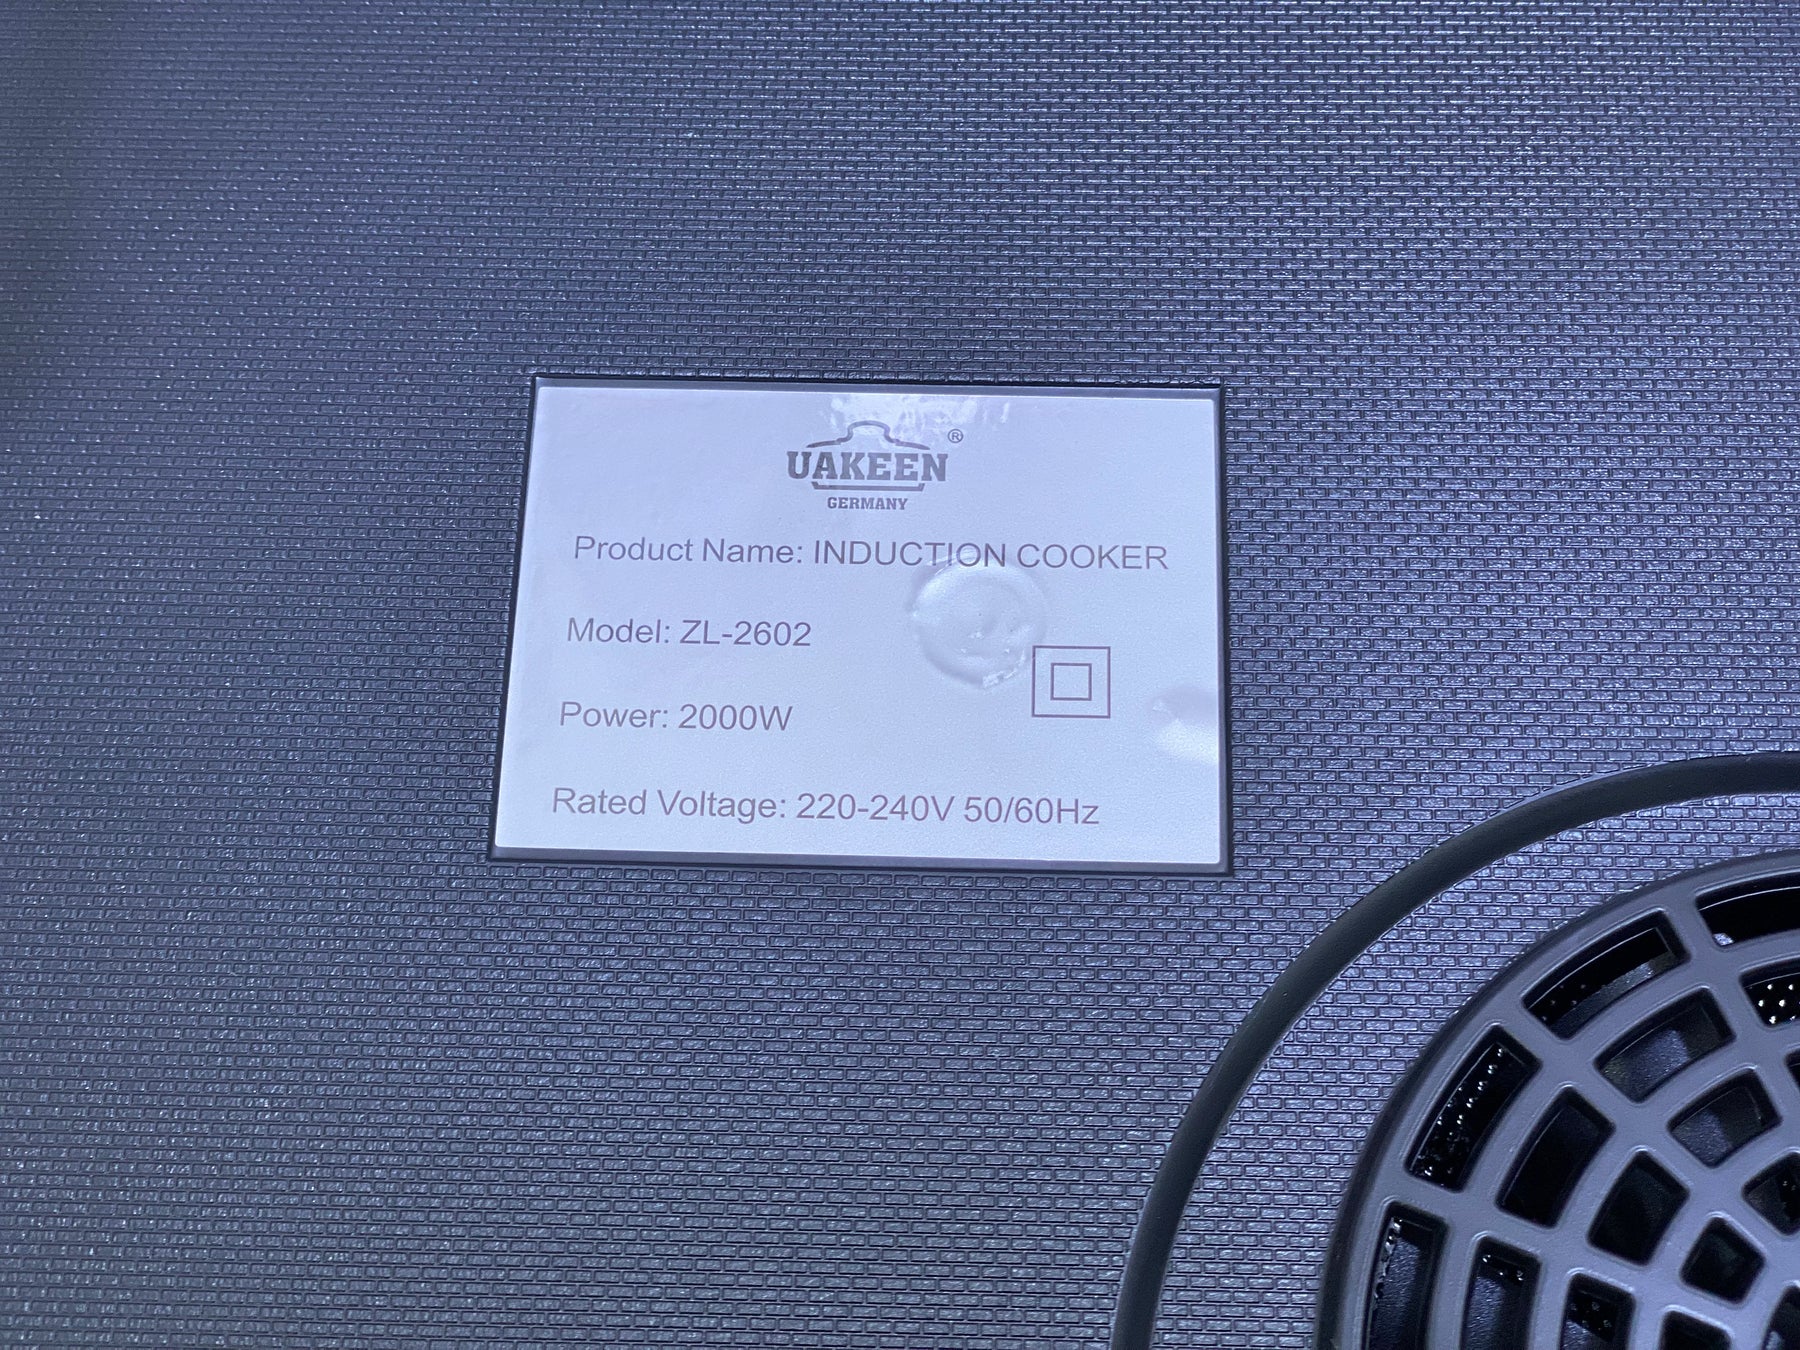 UAKEEN®
GERMANY
Product Name: INDUCTION COOKER
Model: ZL-2602
Power: 2000W
Rated Voltage: 220-240V 50/60Hz